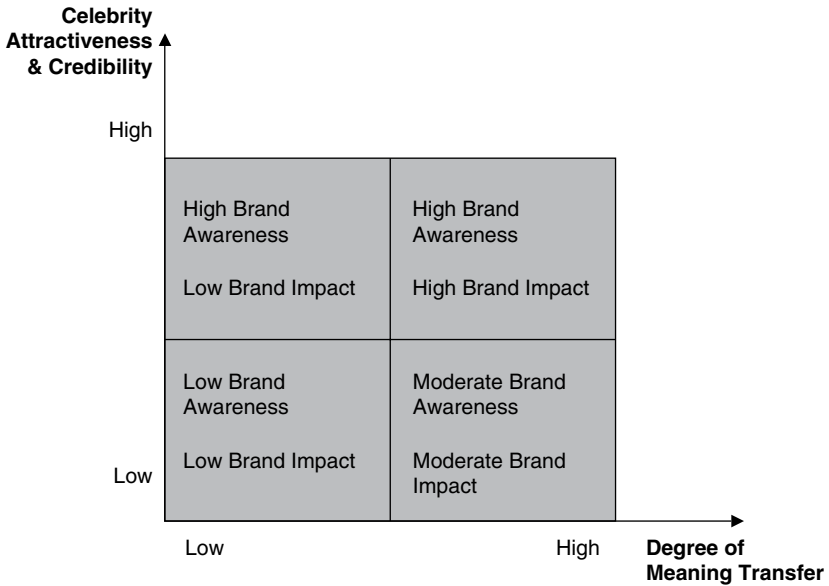 Celebrity
Attractiveness
& Credibility
High
High Brand
Awareness
Low Brand Impact
High Brand
Awareness
High Brand Impact
Low Brand
Awareness
Low Brand Impact
Moderate Brand
Awareness
Moderate Brand
Impact
Low
Low
High
Degree of
Meaning Transfer